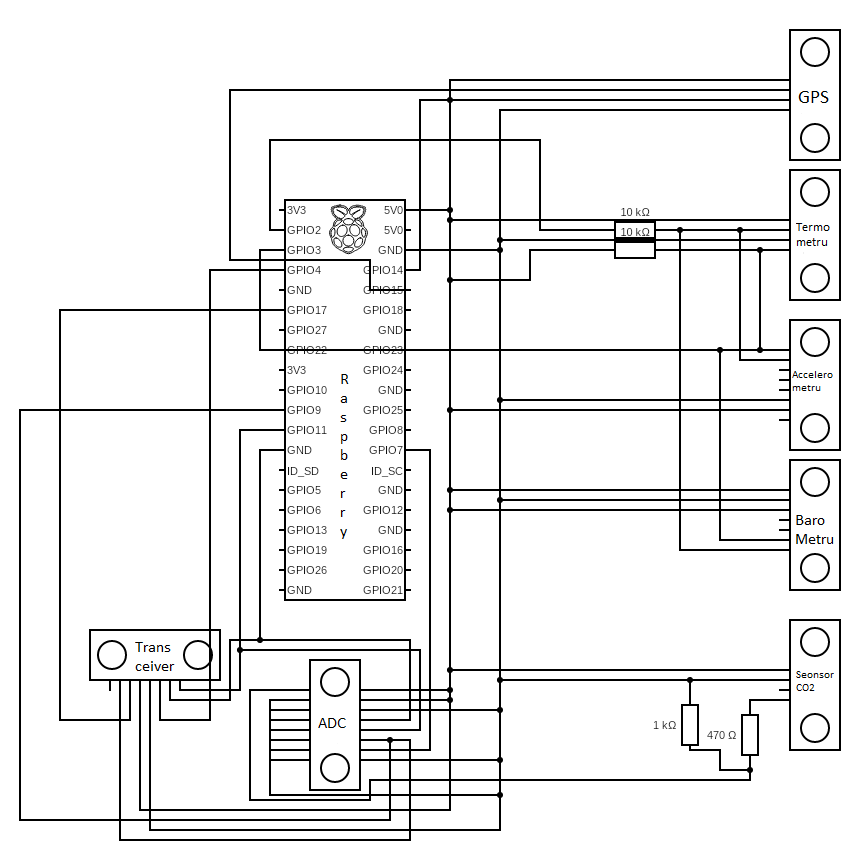 GPS
10 kΩ
10 kΩ
Termo
metru
3V3 5V0
GPIO2 5V0
GPIO3 GND
GPIO4 GPIO14
GND GPIO15
GPIO17 GPIO18
GPIO27 GND
GPIO22 GPIO23
3V3 GPIO24
GPIO10 GND
GPIO9 GPIO25
GPIO11 GPIO8
GND GPIO7
ID_SD ID_SC
GPIO5 GND
GPIO6 GPIO12
GPIO13 GND
GPIO19 GPIO16
GPIO26 GPIO20
GND GPIO21
Raspberry
Accelero
metru
Baro
Metru
Trans
ceiver
ADC
Seonsor
CO2
1 kΩ
470 Ω